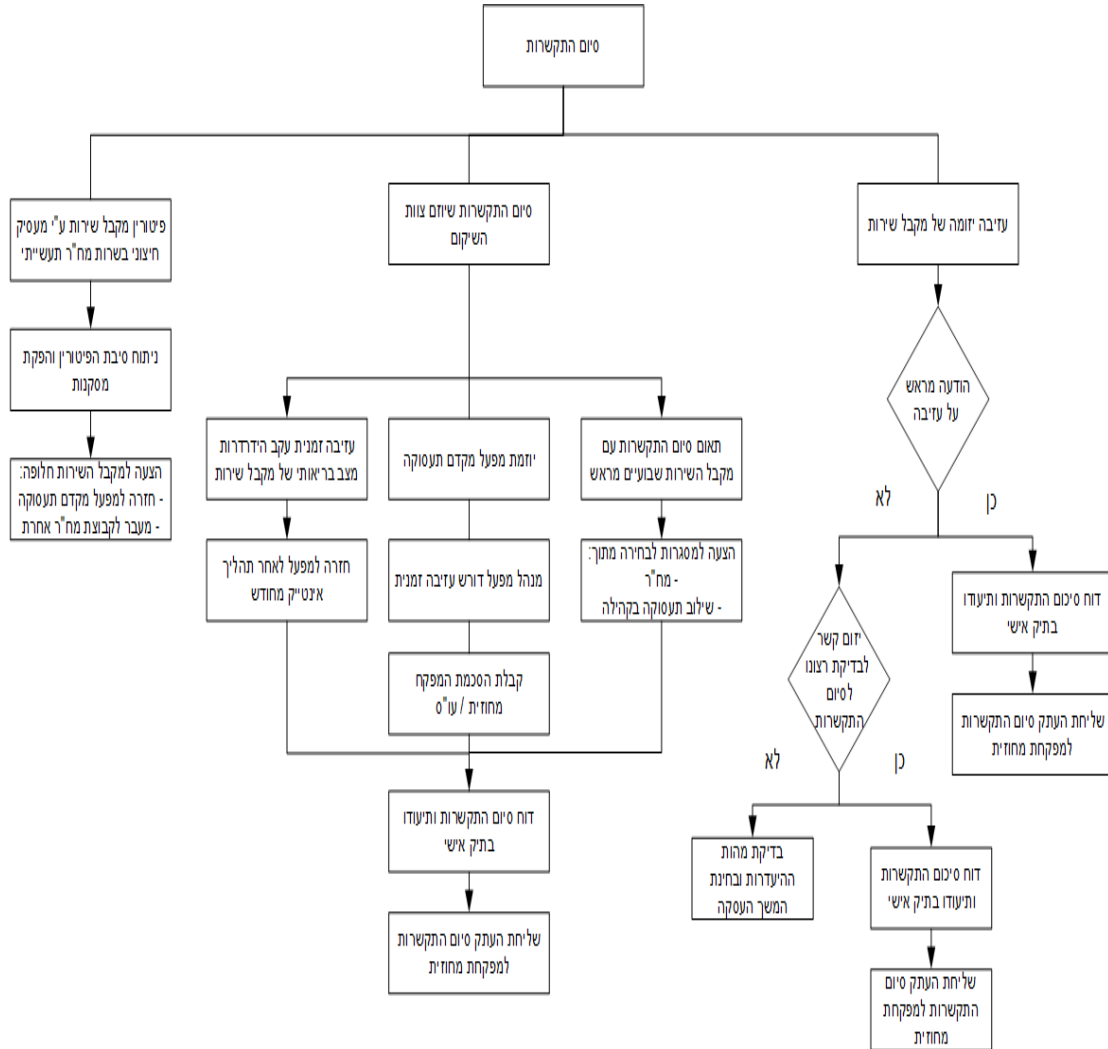 סיום התקשרות
עזיבה יזומה של מקבל שירות
הודעה מראש
על עזיבה
כן
לא
דוח סיכום התקשרות ותיעודו
בתיק אישי
שליחת העתק סיום התקשרות
למפקחת מחוזית
יזום קשר
לבדיקת רצונו
לסיום
התקשרות
כן
לא
דוח סיכום התקשרות
ותיעודו בתיק אישי
שליחת העתק סיום
התקשרות למפקחת
מחוזית
בדיקת מהות
ההיעדרות ובחינת
המשך העסקה
סיום התקשרות שיוזם צוות
השיקום
תאום סיום התקשרות עם
מקבל השירות שבועיים מראש
הצעה למסגרות לבחירה מתוך:
- מח"ר
- שילוב תעסוקה בקהילה
יוזמת מפעל מקדם תעסוקה
מנהל מפעל דורש עזיבה זמנית
קבלת הסכמת המפקח
מחוזית / עו"ס
עזיבה זמנית עקב הידרדרות
מצב בריאותי של מקבל שירות
חזרה למפעל לאחר תהליך
אינטייק מחודש
דוח סיום התקשרות ותיעודו
בתיק אישי
שליחת העתק סיום התקשרות
למפקחת מחוזית
פיטורין מקבל שירות ע"י מעסיק
חיצוני בשרות מח"ר תעשייתי
ניתוח סיבת הפיטורין והפקת
מסקנות
הצעה למקבל השירות חלופה:
- חזרה למפעל מקדם תעסוקה
- מעבר לקבוצת מח"ר אחרת